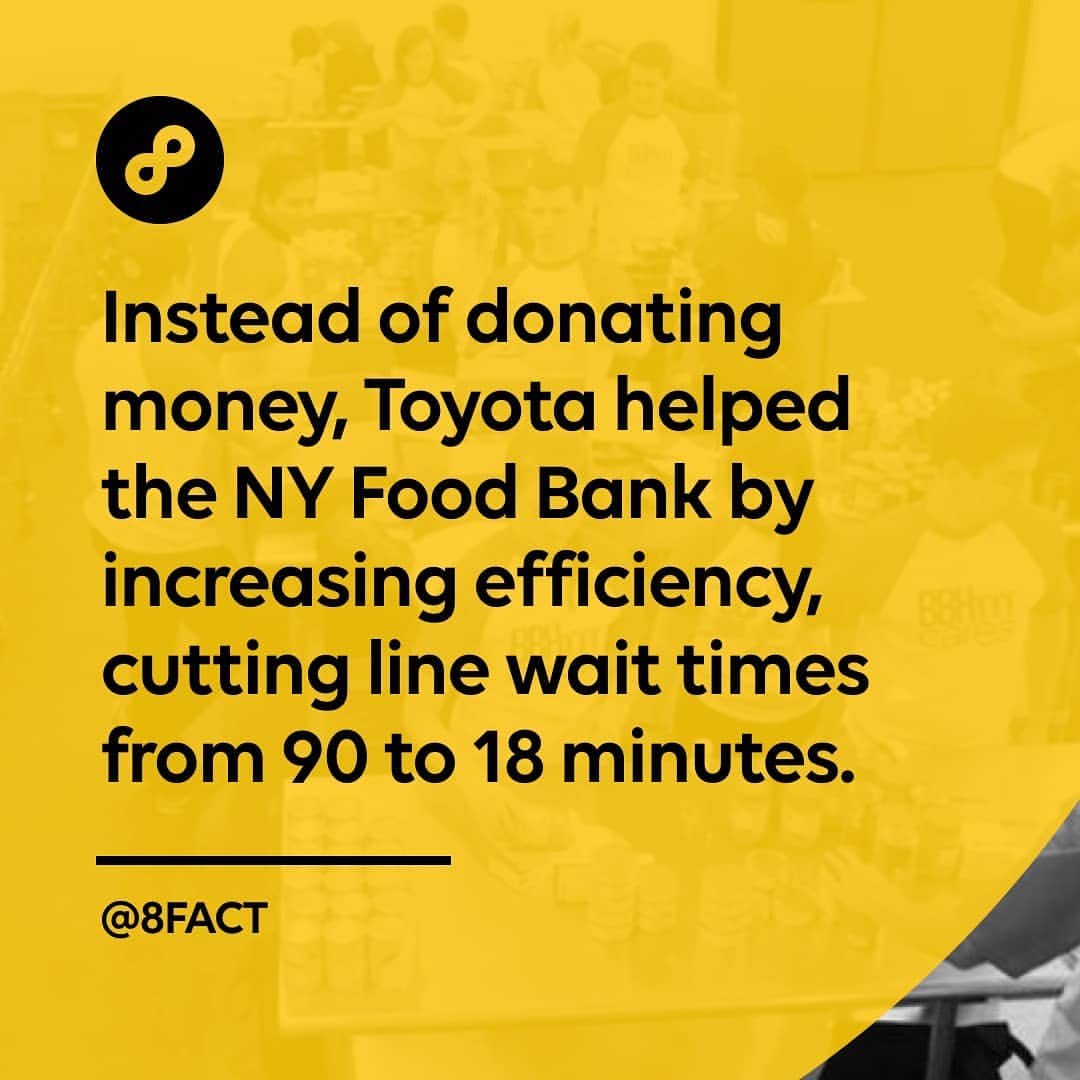 Instead of donating
money, Toyota helped
the NY Food Bank by
increasing efficiency,
cutting line wait times
from 90 to 18 minutes.
@8FACT